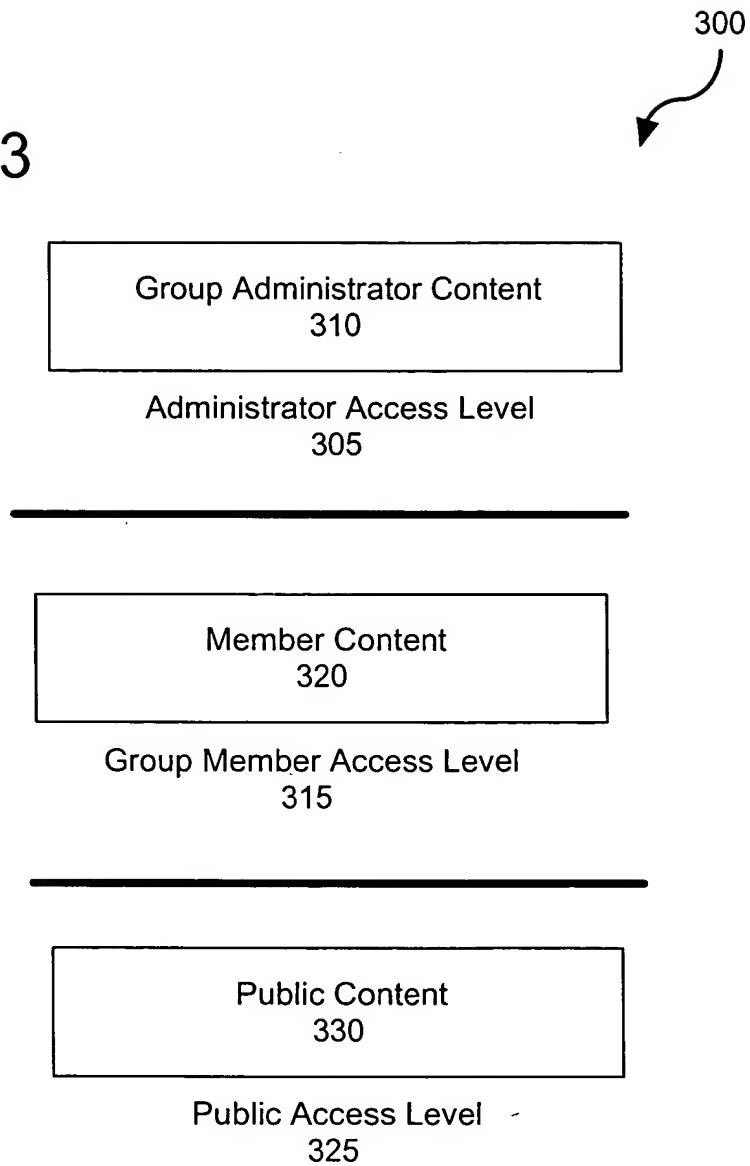 300
3
Group Administrator Content
310
Administrator Access Level
305
Member Content
320
Group Member Access Level
315
Public Content
330
Public Access Level
325